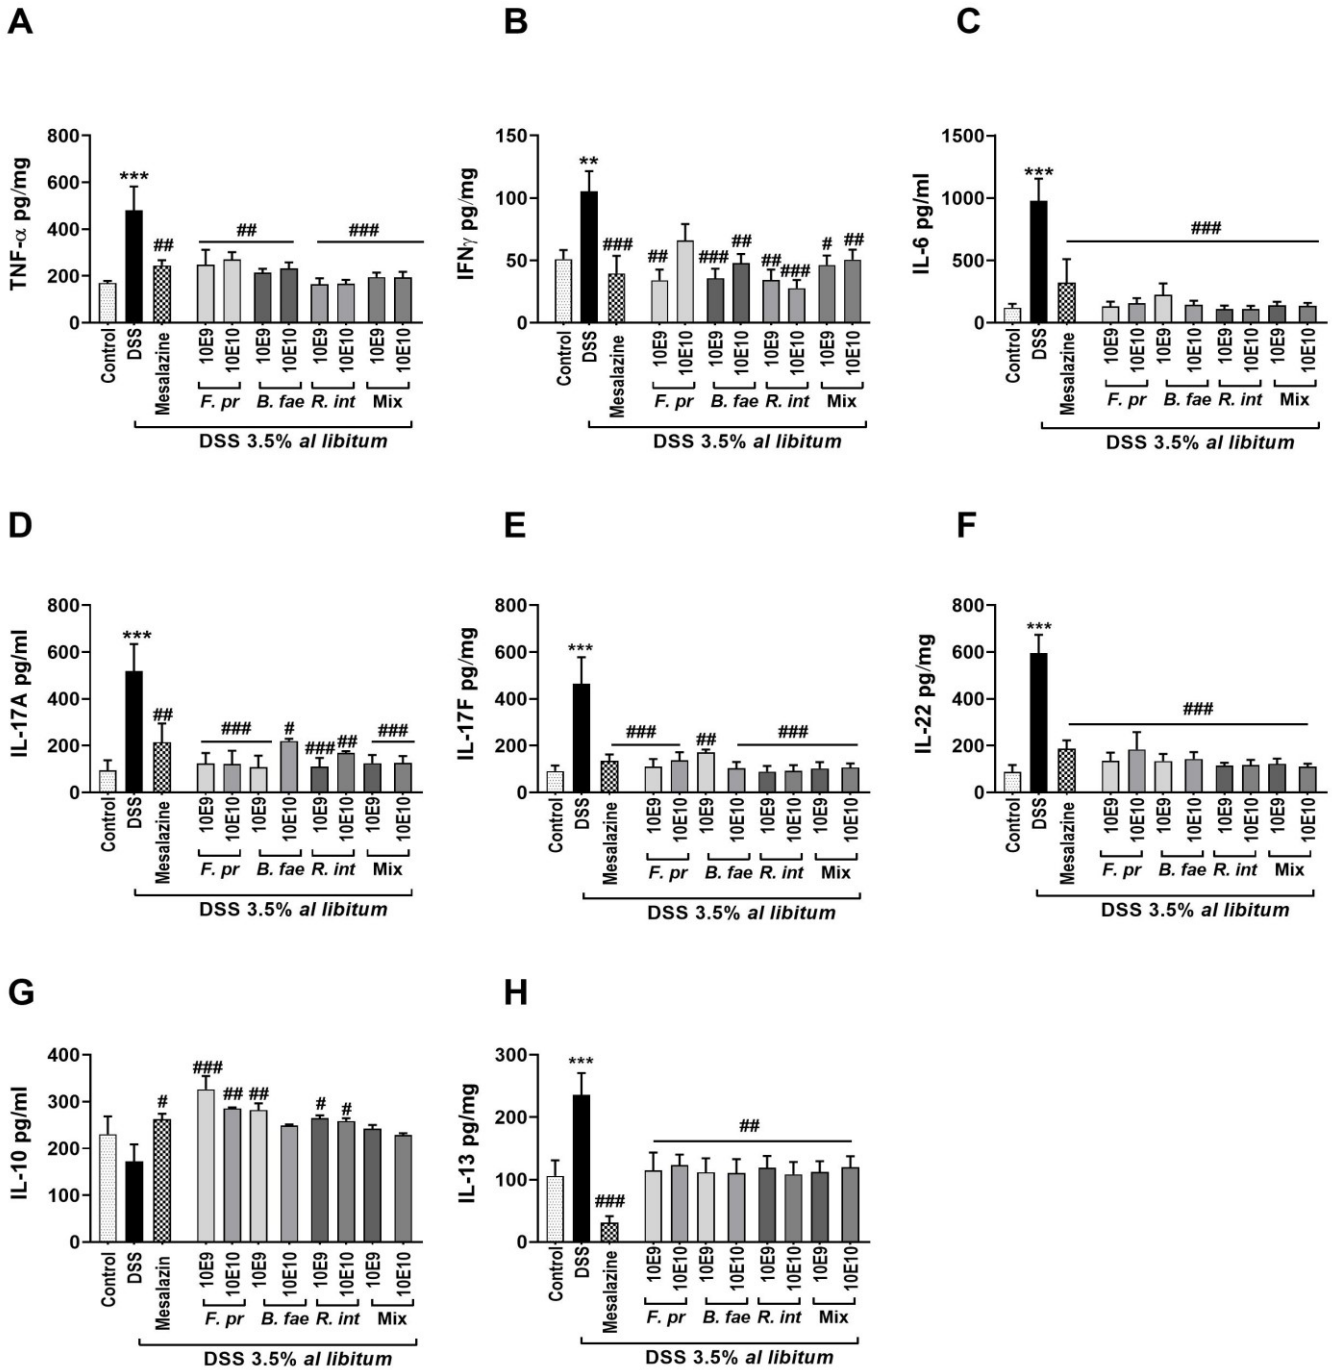 A
B
C
TNF-α pg/mg
800
600
400
200
0
***
##
##
###
Control
DSS
Mesalazine
10E9
10E10
10E9
10E10
10E9
10E10
10E9
10E10
F. pr
B. fae
R. int
Mix
DSS 3.5% al libitum
IFNγ pg/mg
150
100
50
0
**
###
##
###
##
##
###
#
##
Control
DSS
Mesalazine
10E9
10E10
10E9
10E10
10E9
10E10
10E9
10E10
F. pr
B. fae
R. int
Mix
DSS 3.5% al libitum
IL-6 pg/ml
1500
1000
500
0
***
###
Control
DSS
Mesalazine
10E9
10E10
10E9
10E10
10E9
10E10
10E9
10E10
F. pr
B. fae
R. int
Mix
DSS 3.5% al libitum
D
E
F
IL-17A pg/ml
800
600
400
200
0
***
##
###
#
###
##
###
Control
DSS
Mesalazine
10E9
10E10
10E9
10E10
10E9
10E10
10E9
10E10
F. pr
B. fae
R. int
Mix
DSS 3.5% al libitum
IL-17F pg/mg
800
600
400
200
0
***
###
##
###
Control
DSS
Mesalazine
10E9
10E10
10E9
10E10
10E9
10E10
10E9
10E10
F. pr
B. fae
R. int
Mix
DSS 3.5% al libitum
IL-22 pg/mg
800
600
400
200
0
***
###
Control
DSS
Mesalazine
10E9
10E10
10E9
10E10
10E9
10E10
10E9
10E10
F. pr
B. fae
R. int
Mix
DSS 3.5% al libitum
G
H
IL-10 pg/ml
400
300
200
100
0
#
###
##
##
#
#
Control
DSS
Mesalazin
10E9
10E10
10E9
10E10
10E9
10E10
10E9
10E10
F. pr
B. fae
R. int
Mix
DSS 3.5% al libitum
IL-13 pg/mg
300
200
100
0
***
###
##
Control
DSS
Mesalazine
10E9
10E10
10E9
10E10
10E9
10E10
10E9
10E10
F. pr
B. fae
R. int
Mix
DSS 3.5% al libitum